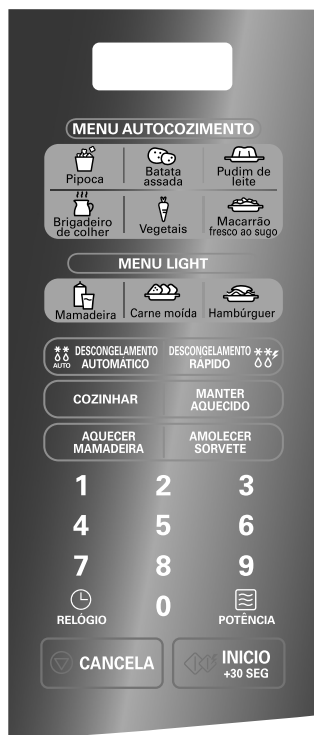 MENU AUTOCOZIMENTO
Pipoca
Batata
assada
Pudim de
leite
Brigadeiro
de colher
Vegetais
Macarrão
fresco ao sugo
MENU LIGHT
Mamadeira
Carne moída
Hambúrguer
AUTO
DESCONGELAMENTO
AUTOMÁTICO
DESCONGELAMENTO
RÁPIDO
COZINHAR
MANTER
AQUECIDO
AQUECER
MAMADEIRA
AMOLECER
SORVETE
1 2 3
4 5 6
7 8 9
RELÓGIO
0
POTÊNCIA
CANCELA
INICIO
+30 SEG